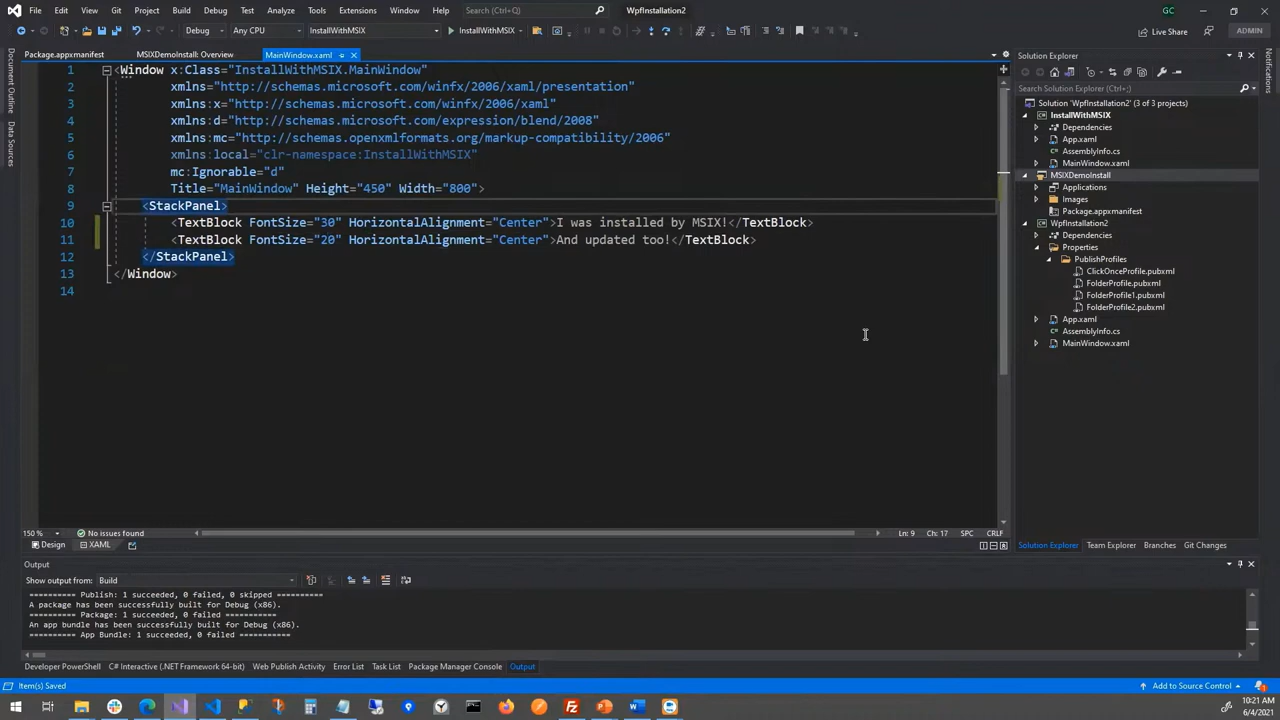 File Edit View Git Project Build Debug Test Analyze Tools Extensions Window Help Search (Ctrl+Q) WpfInstallation2 GC
Debug Any CPU InstallWithMSIX InstallWithMSIX Live Share ADMIN
Package.appxmanifest MSIXDemoInstall: Overview MainWindow.xaml
Document Outline
Data Sources
1 <Window x:Class="InstallWithMSIX.MainWindow"
2 xmlns="http://schemas.microsoft.com/winfx/2006/xaml/presentation"
3 xmlns:x="http://schemas.microsoft.com/winfx/2006/xaml"
4 xmlns:d="http://schemas.microsoft.com/expression/blend/2008"
5 xmlns:mc="http://schemas.openxmlformats.org/markup-compatibility/2006"
6 xmlns:local="clr-namespace:InstallWithMSIX"
7 mc:Ignorable="d"
8 Title="MainWindow" Height="450" Width="800">
9 <StackPanel>
10 <TextBlock FontSize="30" HorizontalAlignment="Center">I was installed by MSIX!</TextBlock>
11 <TextBlock FontSize="20" HorizontalAlignment="Center">And updated too!</TextBlock>
12 </StackPanel>
13 </Window>
14
150 % No issues found Ln: 9 Ch: 17 SPC CRLF
Design XAML
Solution Explorer
Search Solution Explorer (Ctrl+;)
Solution 'WpfInstallation2' (3 of 3 projects)
InstallWithMSIX
Dependencies
App.xaml
AssemblyInfo.cs
MainWindow.xaml
MSIXDemoInstall
Applications
Images
Package.appxmanifest
WpfInstallation2
Dependencies
Properties
PublishProfiles
ClickOnceProfile.pubxml
FolderProfile.pubxml
FolderProfile1.pubxml
FolderProfile2.pubxml
App.xaml
AssemblyInfo.cs
MainWindow.xaml
Solution Explorer Team Explorer Branches Git Changes
Notifications
Output
Show output from: Build
========== Publish: 1 succeeded, 0 failed, 0 skipped ==========
A package has been successfully built for Debug (x86).
========== Package: 1 succeeded, 0 failed ===========
An app bundle has been successfully built for Debug (x86).
========== App Bundle: 1 succeeded, 0 failed ===========
Developer PowerShell C# Interactive (.NET Framework 64-bit) Web Publish Activity Error List Task List Package Manager Console Output
Item(s) Saved Add to Source Control
10:21 AM
6/4/2021